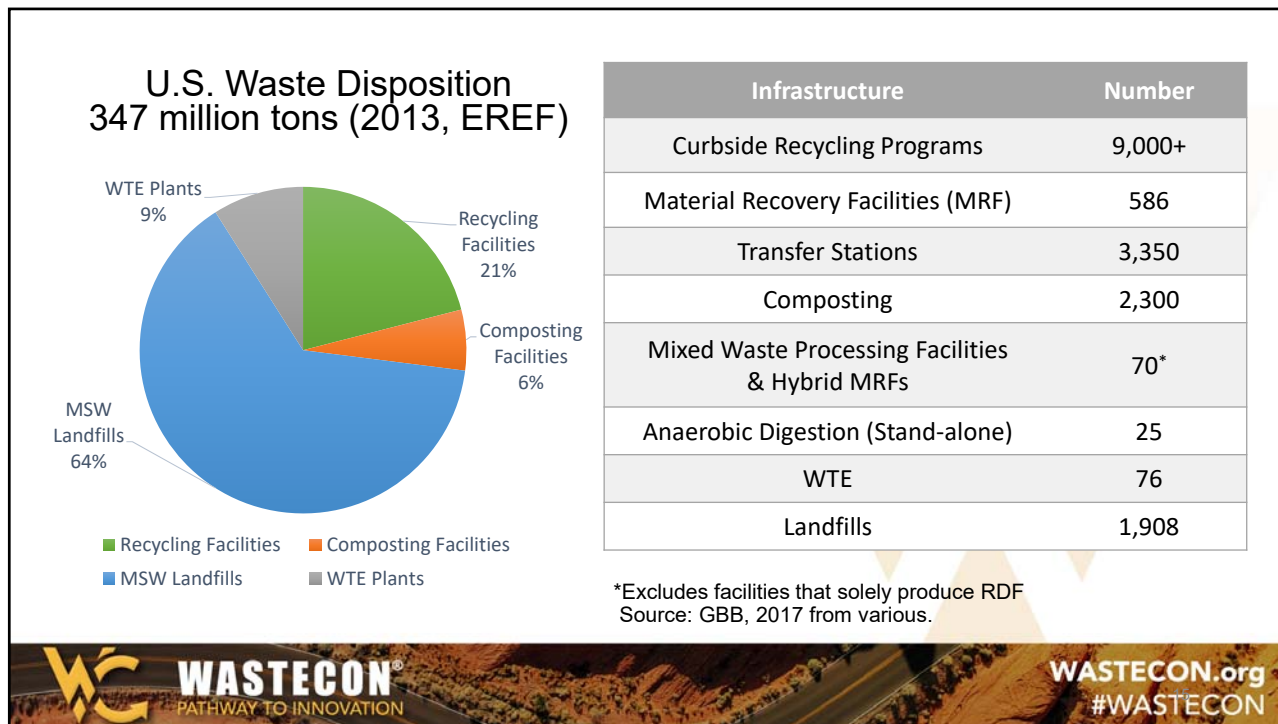 U.S. Waste Disposition
347 million tons (2013, EREF)
WTE Plants
9%
Recycling
Facilities
21%
Composting
Facilities
6%
MSW
Landfills
64%
Recycling Facilities
Composting Facilities
MSW Landfills
WTE Plants
Infrastructure Number
Curbside Recycling Programs 9,000+
Material Recovery Facilities (MRF) 586
Transfer Stations 3,350
Composting 2,300
Mixed Waste Processing Facilities
& Hybrid MRFs 70*
Anaerobic Digestion (Stand-alone) 25
WTE 76
Landfills 1,908
*Excludes facilities that solely produce RDF
Source: GBB, 2017 from various.
WC
WASTECON®
PATHWAY TO INNOVATION
WASTECON.org
#WASTECON